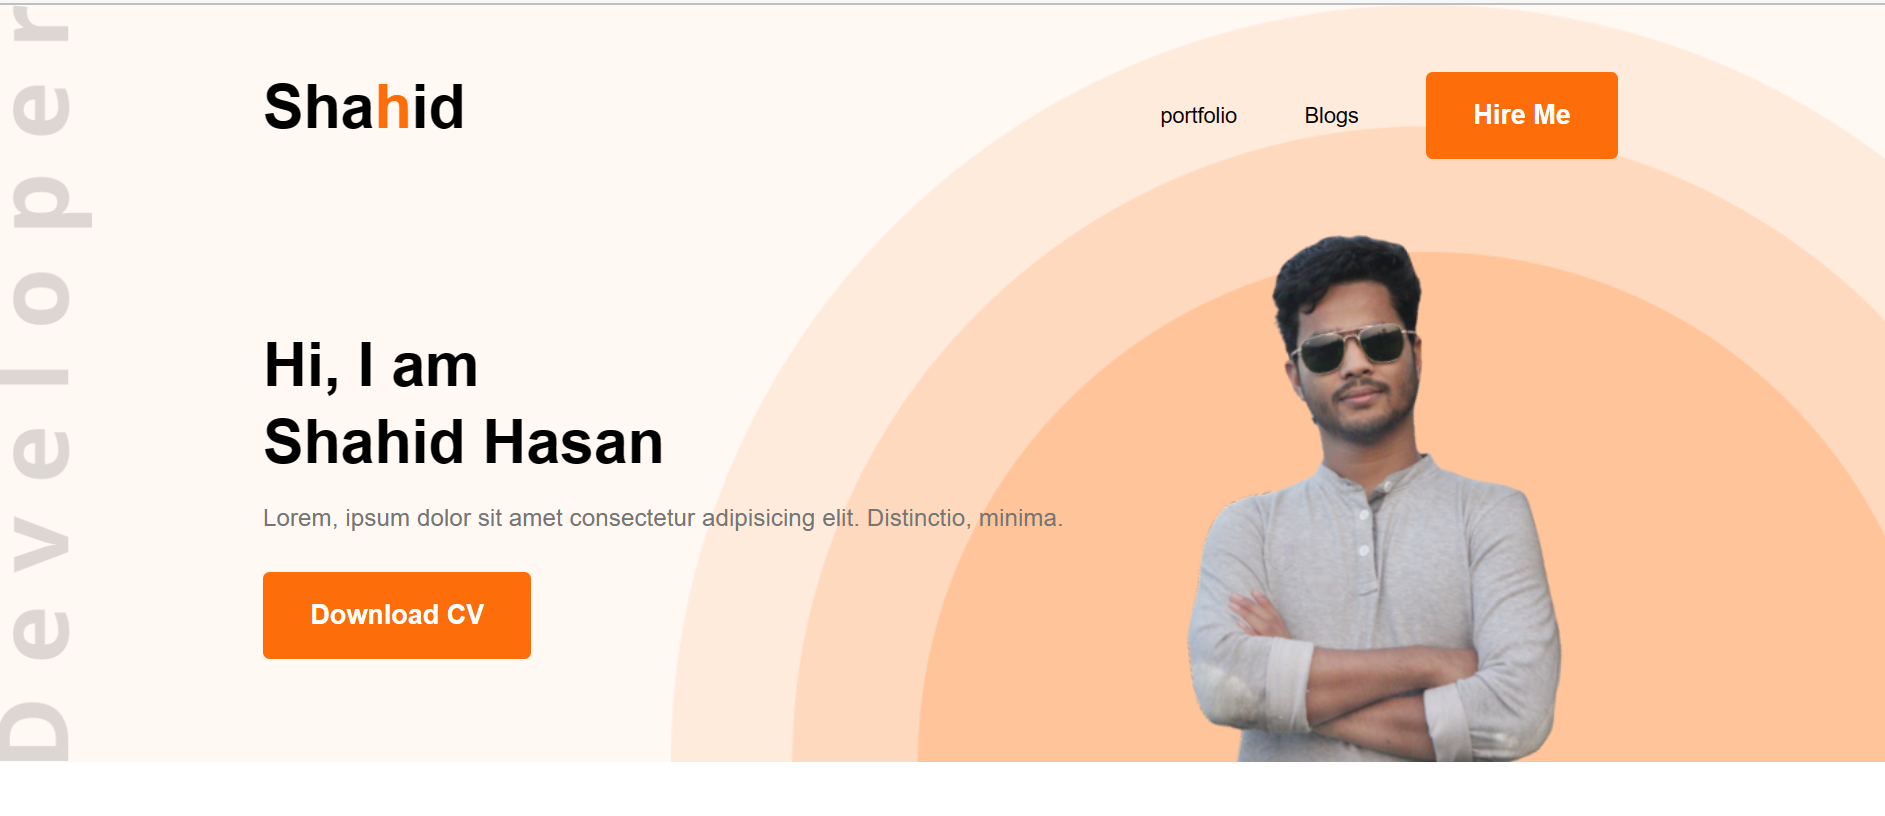 Developer
Shahid
portfolio
Blogs
Hire Me
Hi, I am
Shahid Hasan
Lorem, ipsum dolor sit amet consectetur adipisicing elit. Distinctio, minima.
Download CV